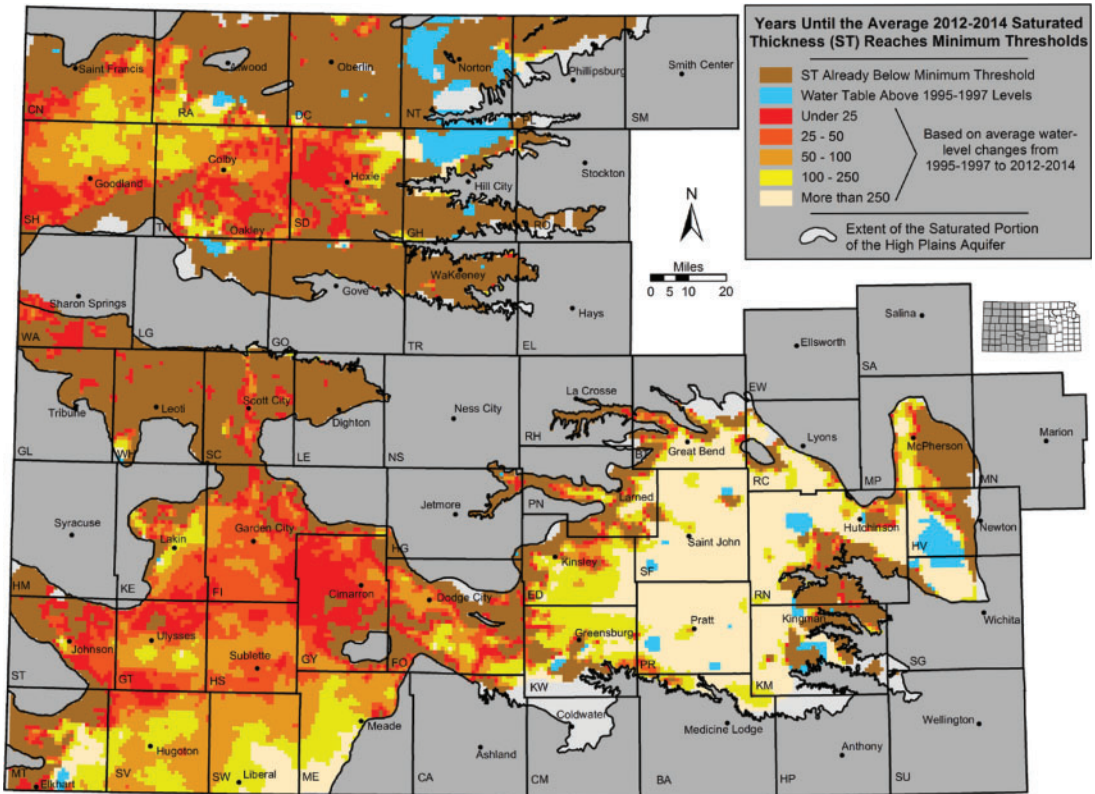 Years Until the Average 2012-2014 Saturated
Thickness (ST) Reaches Minimum Thresholds
ST Already Below Minimum Threshold
Water Table Above 1995-1997 Levels
Under 25
25 - 50
50 - 100
100 - 250
More than 250
Based on average water-
level changes from
1995-1997 to 2012-2014
Extent of the Saturated Portion
of the High Plains Aquifer
N
Miles
0 5 10 20
Saint Francis
Atwood
Oberlin
Norton
Phillipsburg
Smith Center
CN
RA
DC
NT
SM
Goodland
Colby
Hoxie
Hill City
Stockton
SH
TH
Oakley
SD
GH
RO
Sharon Springs
Gove
WaKeeney
Hays
WA
LG
GO
TR
EL
Salina
Ellsworth
SA
Tribune
Leoti
Scott City
Dighton
Ness City
La Crosse
EW
GL
WH
SC
LE
NS
RH
Great Bend
Lyons
McPherson
Marion
RC
MP
MN
Syracuse
Lakin
Garden City
Jetmore
PN
Larned
Saint John
Hutchinson
Newton
HM
KE
FI
HG
Kinsley
ED
SF
RN
HV
Cimarron
Dodge City
Johnson
Ulysses
Sublette
Greensburg
Pratt
Kingman
Wichita
ST
GT
HS
GY
FO
KW
PR
KM
SG
Hugoton
Liberal
Meade
Ashland
Coldwater
Medicine Lodge
Anthony
Wellington
MT
Elkhart
SV
SW
ME
CA
CM
BA
HP
SU